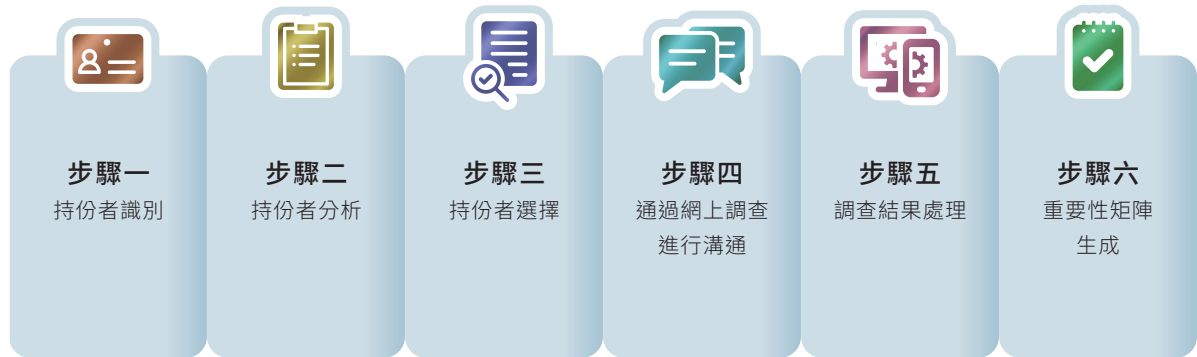 步驟一
持份者識別
步驟二
持份者分析
步驟三
持份者選擇
步驟四
通過網上調查
進行溝通
步驟五
調查結果處理
步驟六
重要性矩陣
生成